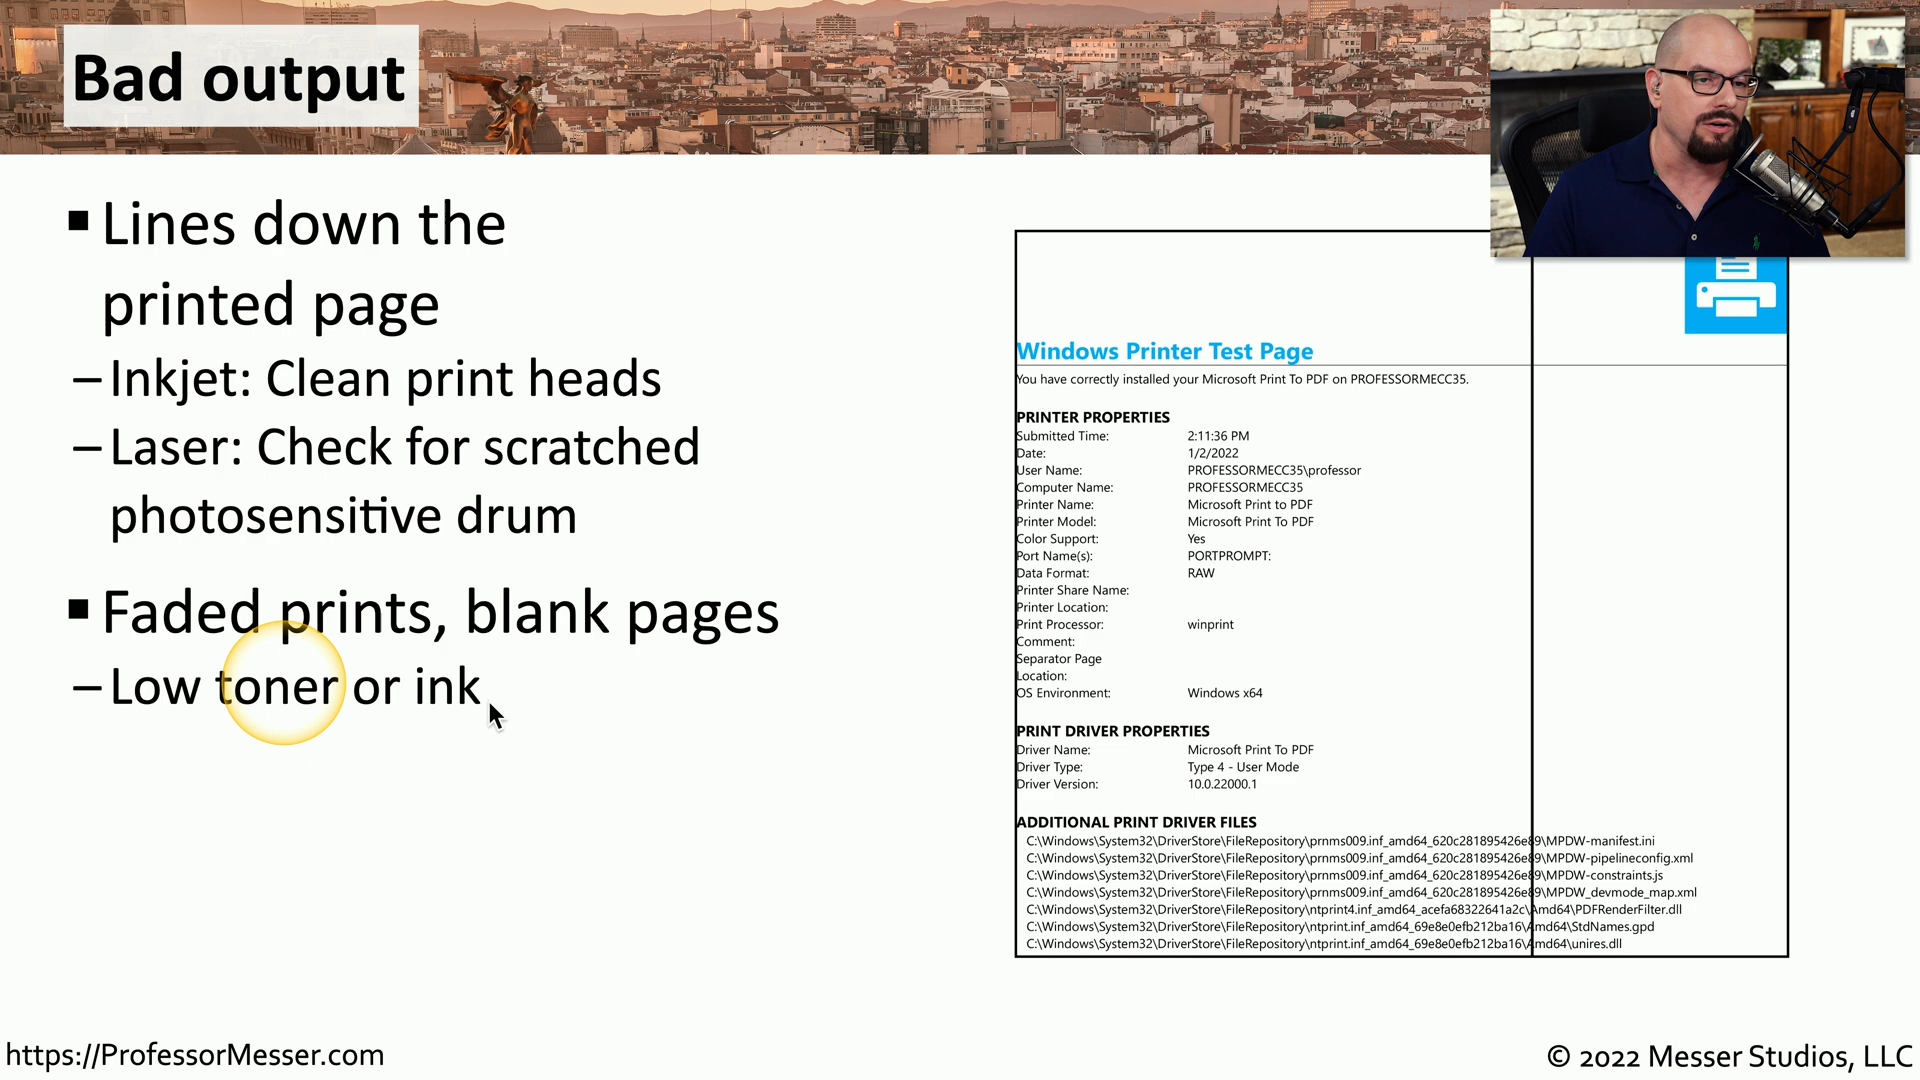 Bad output
▪ Lines down the
printed page
– Inkjet: Clean print heads
– Laser: Check for scratched
photosensitive drum
▪ Faded prints, blank pages
– Low toner or ink
Windows Printer Test Page
You have correctly installed your Microsoft Print To PDF on PROFESSORMECC35.
PRINTER PROPERTIES
Submitted Time: 2:11:36 PM
Date: 1/2/2022
User Name: PROFESSORMECC35\professor
Computer Name: PROFESSORMECC35
Printer Name: Microsoft Print to PDF
Printer Model: Microsoft Print To PDF
Color Support: Yes
Port Name(s): PORTPROMPT:
Data Format: RAW
Printer Share Name:
Printer Location:
Print Processor: winprint
Comment:
Separator Page
Location:
OS Environment: Windows x64
PRINT DRIVER PROPERTIES
Driver Name: Microsoft Print To PDF
Driver Type: Type 4 - User Mode
Driver Version: 10.0.22000.1
ADDITIONAL PRINT DRIVER FILES
C:\Windows\System32\DriverStore\FileRepository\prnms009.inf_amd64_620c281895426e89\MPDW-manifest.ini
C:\Windows\System32\DriverStore\FileRepository\prnms009.inf_amd64_620c281895426e89\MPDW-pipelineconfig.xml
C:\Windows\System32\DriverStore\FileRepository\prnms009.inf_amd64_620c281895426e89\MPDW-constraints.js
C:\Windows\System32\DriverStore\FileRepository\prnms009.inf_amd64_620c281895426e89\MPDW_devmode_map.xml
C:\Windows\System32\DriverStore\FileRepository\ntprint4.inf_amd64_acefa68322641a2c\Amd64\PDFRenderFilter.dll
C:\Windows\System32\DriverStore\FileRepository\ntprint.inf_amd64_69e8e0efb212ba16\Amd64\StdNames.gpd
C:\Windows\System32\DriverStore\FileRepository\ntprint.inf_amd64_69e8e0efb212ba16\Amd64\unires.dll
https://ProfessorMesser.com
© 2022 Messer Studios, LLC